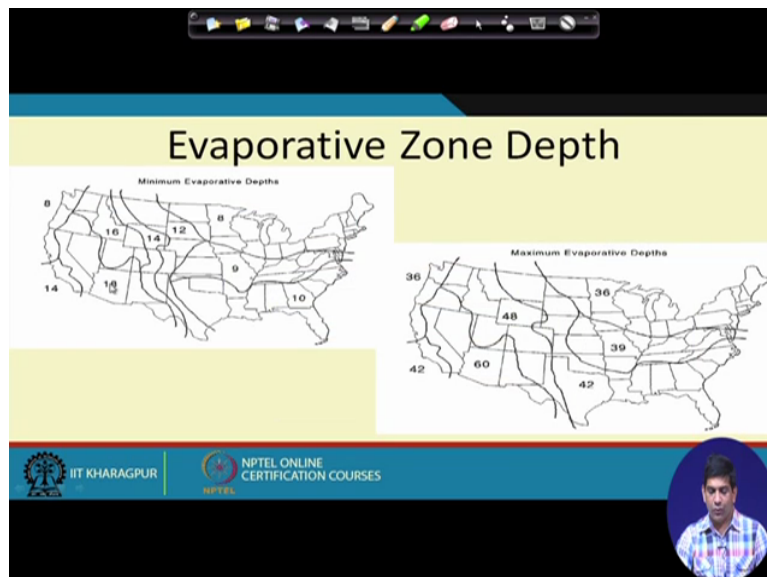 Evaporative Zone Depth
Minimum Evaporative Depths
8
8
16
14
12
9
14
18
10
Maximum Evaporative Depths
36
36
48
39
60
42
42
IIT KHARAGPUR
NPTEL
NPTEL ONLINE
CERTIFICATION COURSES